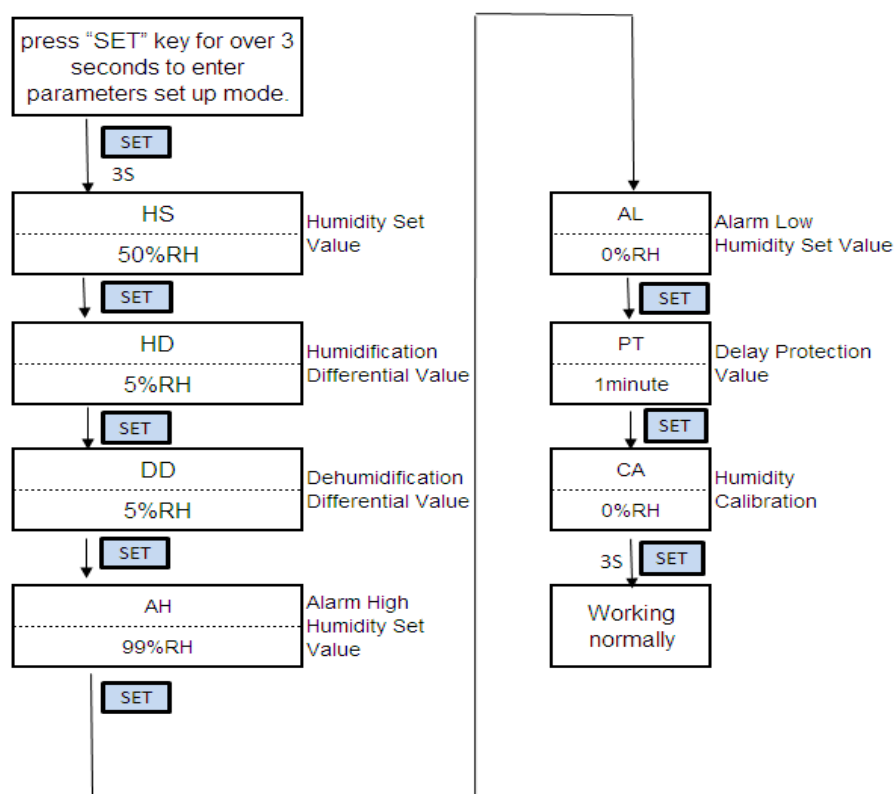 press “SET” key for over 3
seconds to enter
parameters set up mode.
SET
3S
HS
50%RH
Humidity Set
Value
SET
HD
5%RH
Humidification
Differential Value
SET
DD
5%RH
Dehumidification
Differential Value
SET
AH
99%RH
Alarm High
Humidity Set
Value
SET
AL
0%RH
Alarm Low
Humidity Set Value
SET
PT
1minute
Delay Protection
Value
SET
CA
0%RH
Humidity
Calibration
3S
SET
Working
normally